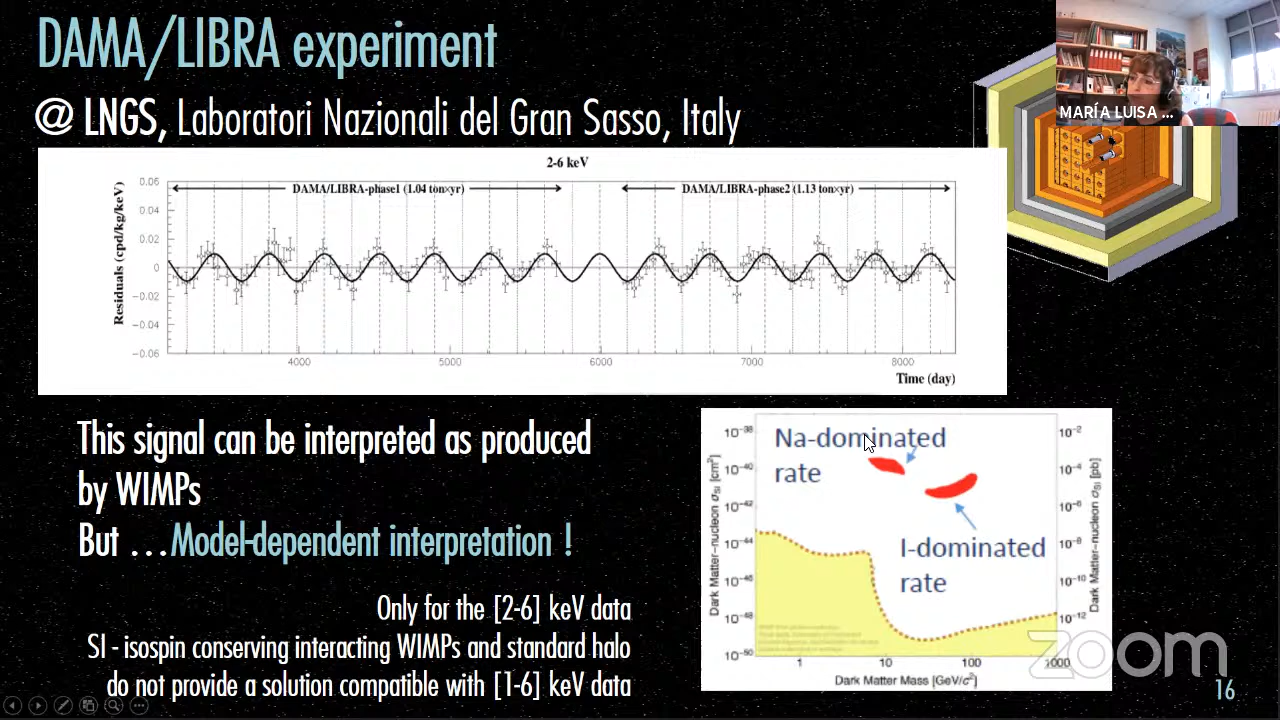 DAMA/LIBRA experiment
@ LNGS, Laboratori Nazionali del Gran Sasso, Italy
MARÍA LUISA ...
2-6 keV
DAMA/LIBRA-phase1 (1.04 ton×yr)
DAMA/LIBRA-phase2 (1.13 ton×yr)
Residuals (cpd/kg/keV)
0.06
0.04
0.02
0
-0.02
-0.04
-0.06
4000 5000 6000 7000 8000
Time (day)
This signal can be interpreted as produced
by WIMPs
But …Model-dependent interpretation !
Only for the [2-6] keV data
SI - isospin conserving interacting WIMPs and standard halo
do not provide a solution compatible with [1-6] keV data
Na-dominated
rate
I-dominated
rate
Dark Matter-nucleon σSI [cm²]
10⁻³⁸
10⁻⁴⁰
10⁻⁴²
10⁻⁴⁴
10⁻⁴⁶
10⁻⁴⁸
10⁻⁵⁰
10⁻²
10⁻⁴
10⁻⁶
10⁻⁸
10⁻¹⁰
10⁻¹²
Dark Matter-nucleon σSI [pb]
1 10 100 1000
Dark Matter Mass [GeV/c²]
zoom
16